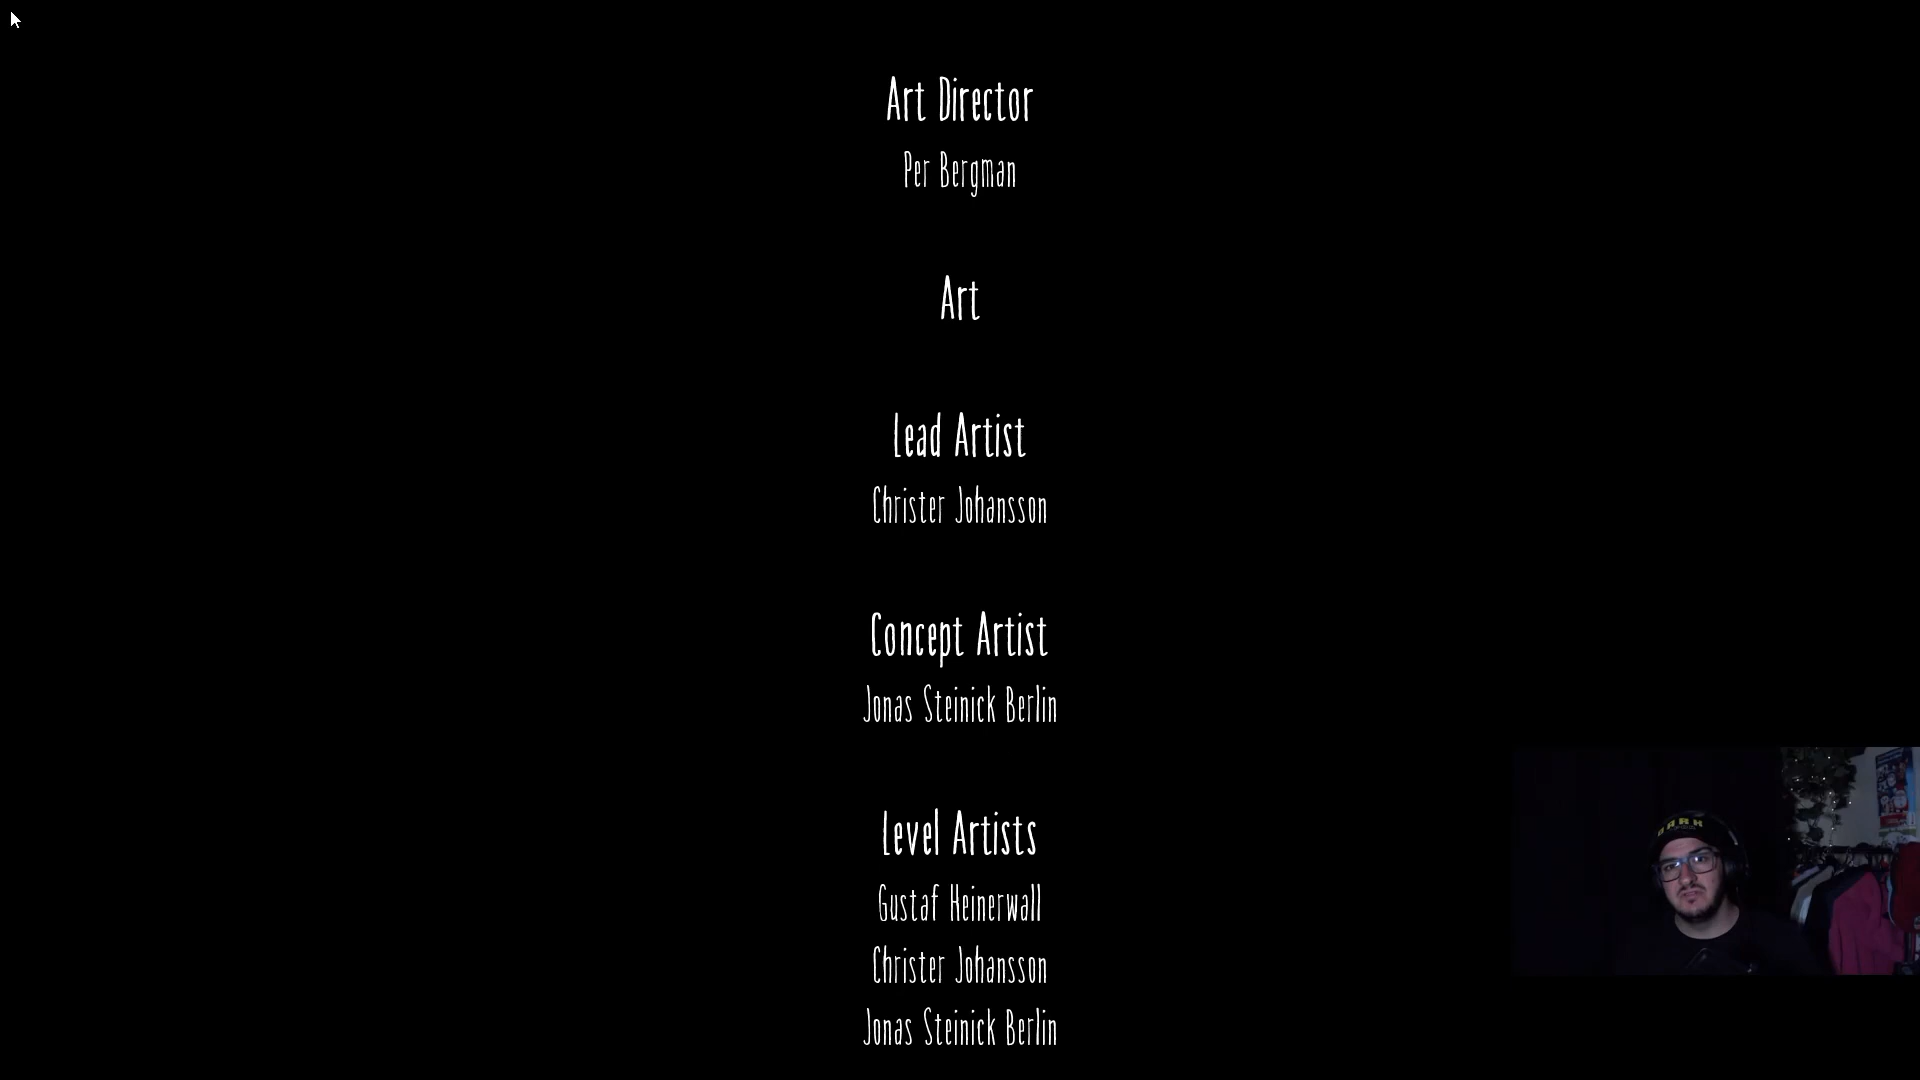 Art Director
Per Bergman
Art
Lead Artist
Christer Johansson
Concept Artist
Jonas Steinick Berlin
Level Artists
Gustaf Heinerwall
Christer Johansson
Jonas Steinick Berlin
DARK